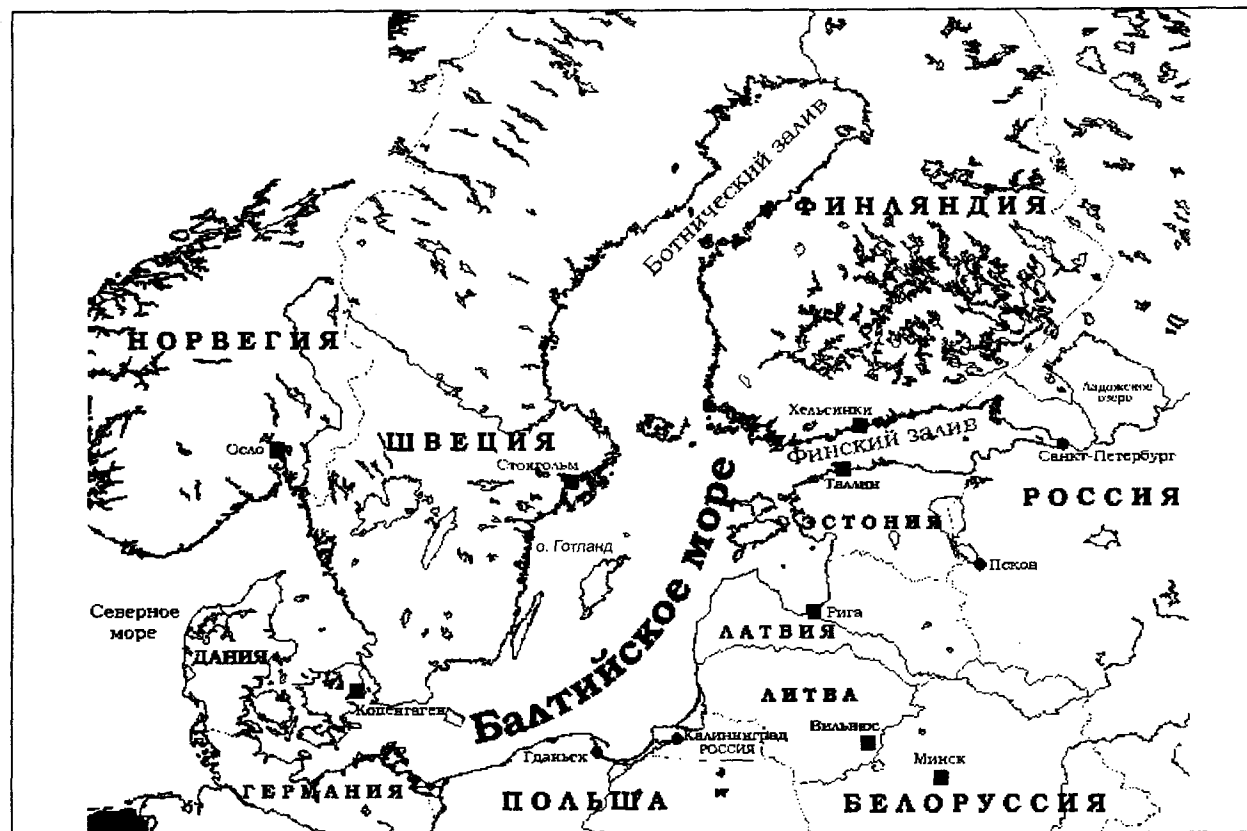 Ботнический залив
ФИНЛЯНДИЯ
НОРВЕГИЯ
Ладожское
озеро
Хельсинки
Финский залив
Санкт-Петербург
Осло
ШВЕЦИЯ
Стокгольм
Таллин
РОССИЯ
ЭСТОНИЯ
о. Готланд
Псков
Балтийское море
Северное
море
Рига
ЛАТВИЯ
ДАНИЯ
ЛИТВА
Копенгаген
Вильнюс
Калининград
РОССИЯ
Гданьск
Минск
ГЕРМАНИЯ
ПОЛЬША
БЕЛОРУССИЯ